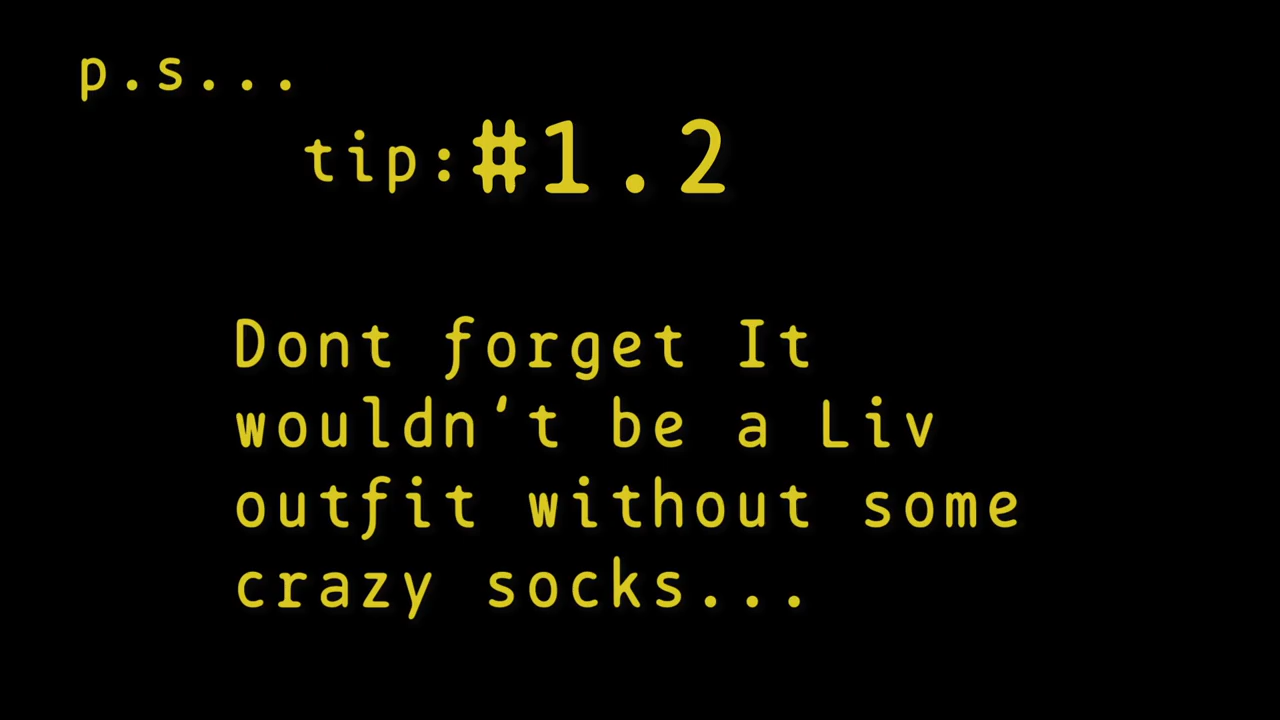 p.s...
tip:#1.2
Dont forget It
wouldn't be a Liv
outfit without some
crazy socks...